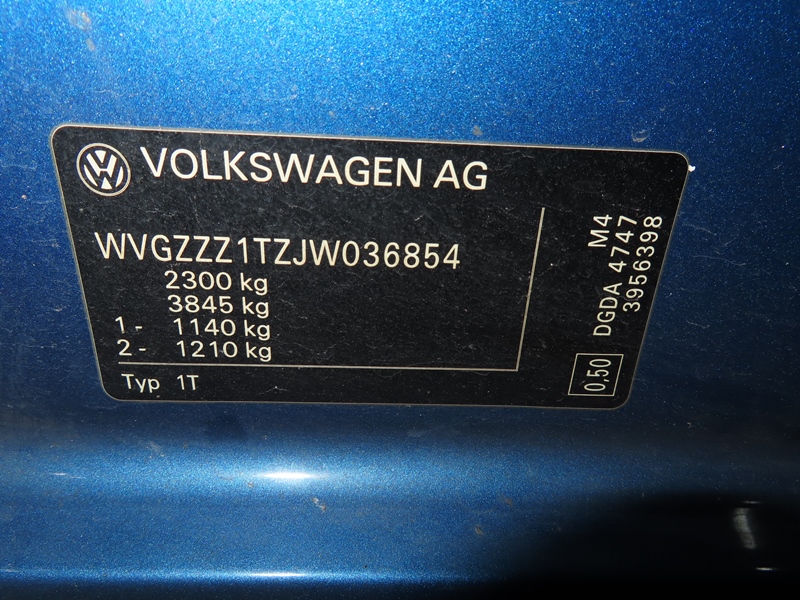 VOLKSWAGEN AG
WVGZZZ1TZJW036854
2300 kg
3845 kg
1 - 1140 kg
2 - 1210 kg
Typ 1T
M4
DGDA 4747
3956398
0,50